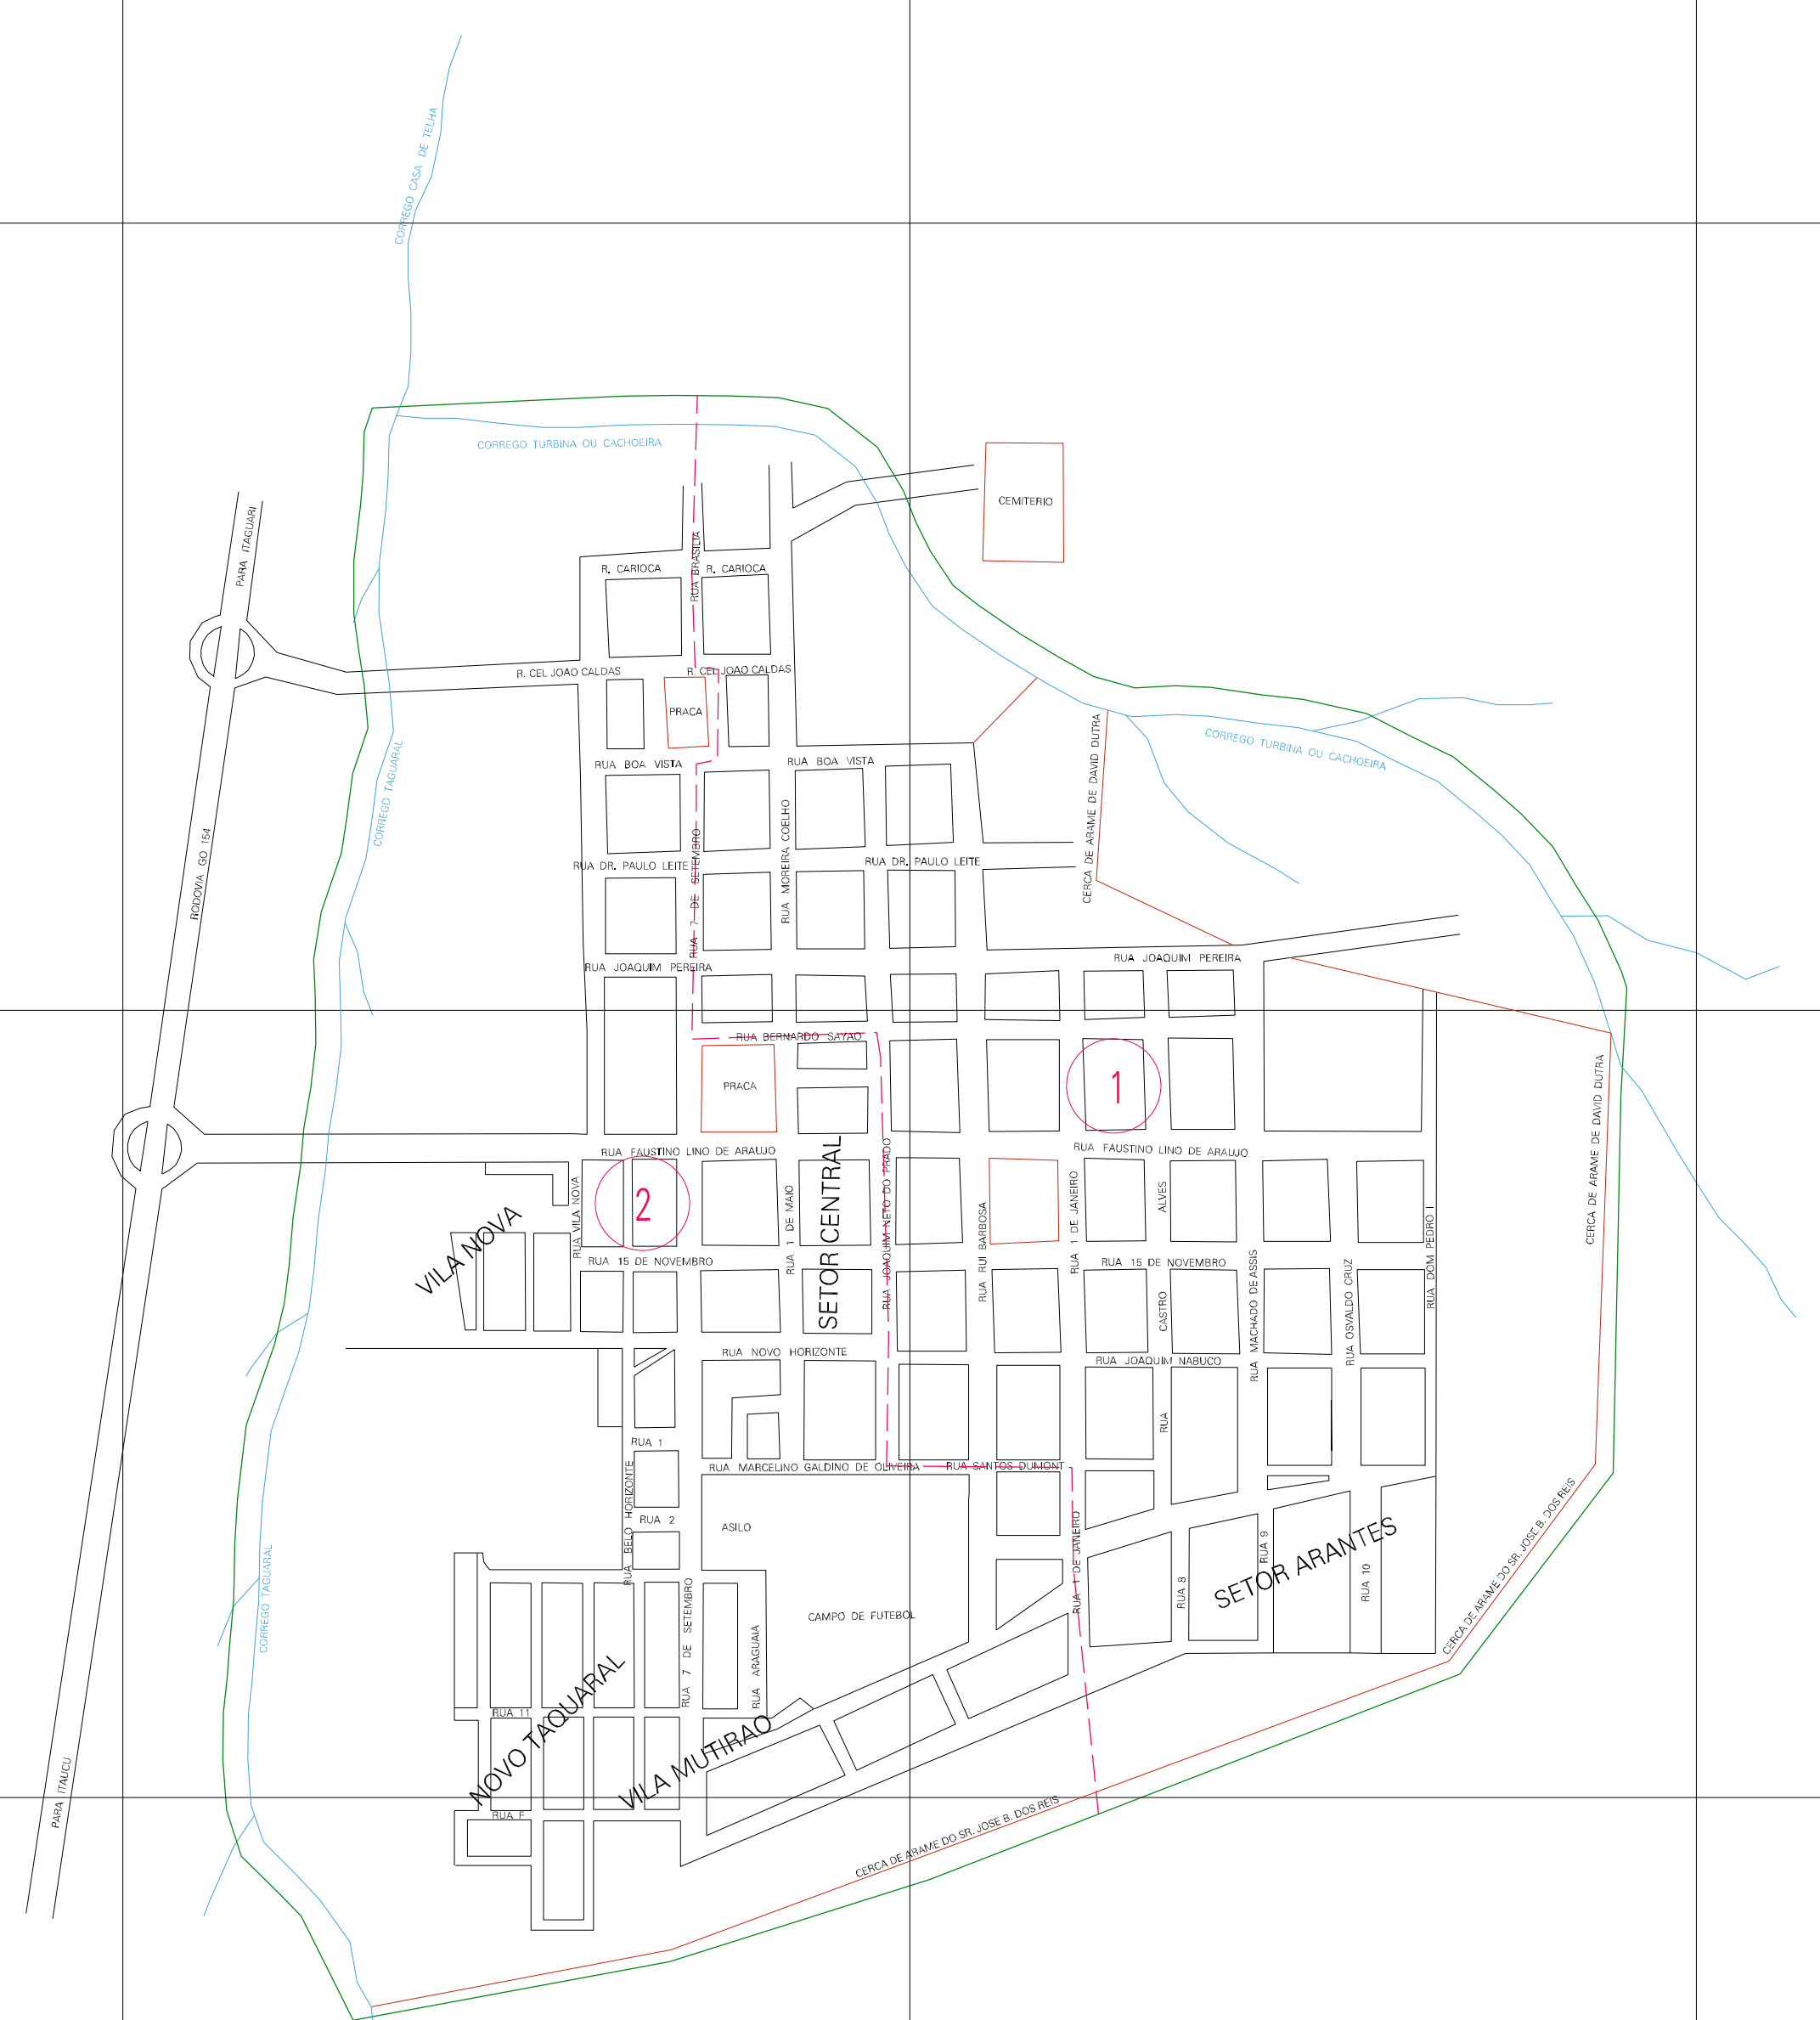 CORREGO CASA DE TELHA
CORREGO TURBINA OU CACHOEIRA
CEMITERIO
PARA ITAGUARI
RUA BRASILIA
R. CARIOCA
R. CARIOCA
R. CEL JOAO CALDAS
R. CEL JOAO CALDAS
PRACA
CERCA DE ARAME DE DAVID DUTRA
CORREGO TURBINA OU CACHOEIRA
CORREGO TAGUARAL
RUA BOA VISTA
RUA BOA VISTA
RUA MOREIRA COELHO
RODOVIA GO 154
RUA DR. PAULO LEITE
RUA 7 DE SETEMBRO
RUA DR. PAULO LEITE
RUA JOAQUIM PEREIRA
RUA JOAQUIM PEREIRA
RUA BERNARDO SAYAO
PRACA
1
CERCA DE ARAME DE DAVID DUTRA
RUA FAUSTINO LINO DE ARAUJO
RUA FAUSTINO LINO DE ARAUJO
SETOR CENTRAL
RUA JOAQUIM NETO DO PRADO
2
RUA VILA NOVA
RUA 1 DE MAIO
RUA RUI BARBOSA
RUA 1 DE JANEIRO
RUA CASTRO ALVES
RUA MACHADO DE ASSIS
RUA OSVALDO CRUZ
RUA DOM PEDRO I
VILA NOVA
RUA 15 DE NOVEMBRO
RUA 15 DE NOVEMBRO
RUA NOVO HORIZONTE
RUA JOAQUIM NABUCO
RUA 1
RUA MARCELINO GALDINO DE OLIVEIRA
RUA SANTOS DUMONT
RUA BELO HORIZONTE
RUA 2
ASILO
RUA 1 DE JANEIRO
RUA 8
RUA 9
RUA 10
SETOR ARANTES
CERCA DE ARAME DO SR. JOSE B. DOS REIS
CORREGO TAGUARAL
RUA 7 DE SETEMBRO
RUA ARAGUAIA
CAMPO DE FUTEBOL
RUA 11
NOVO TAQUARAL
VILA MUTIRAO
PARA ITAUCU
RUA F
CERCA DE ARAME DO SR. JOSE B. DOS REIS